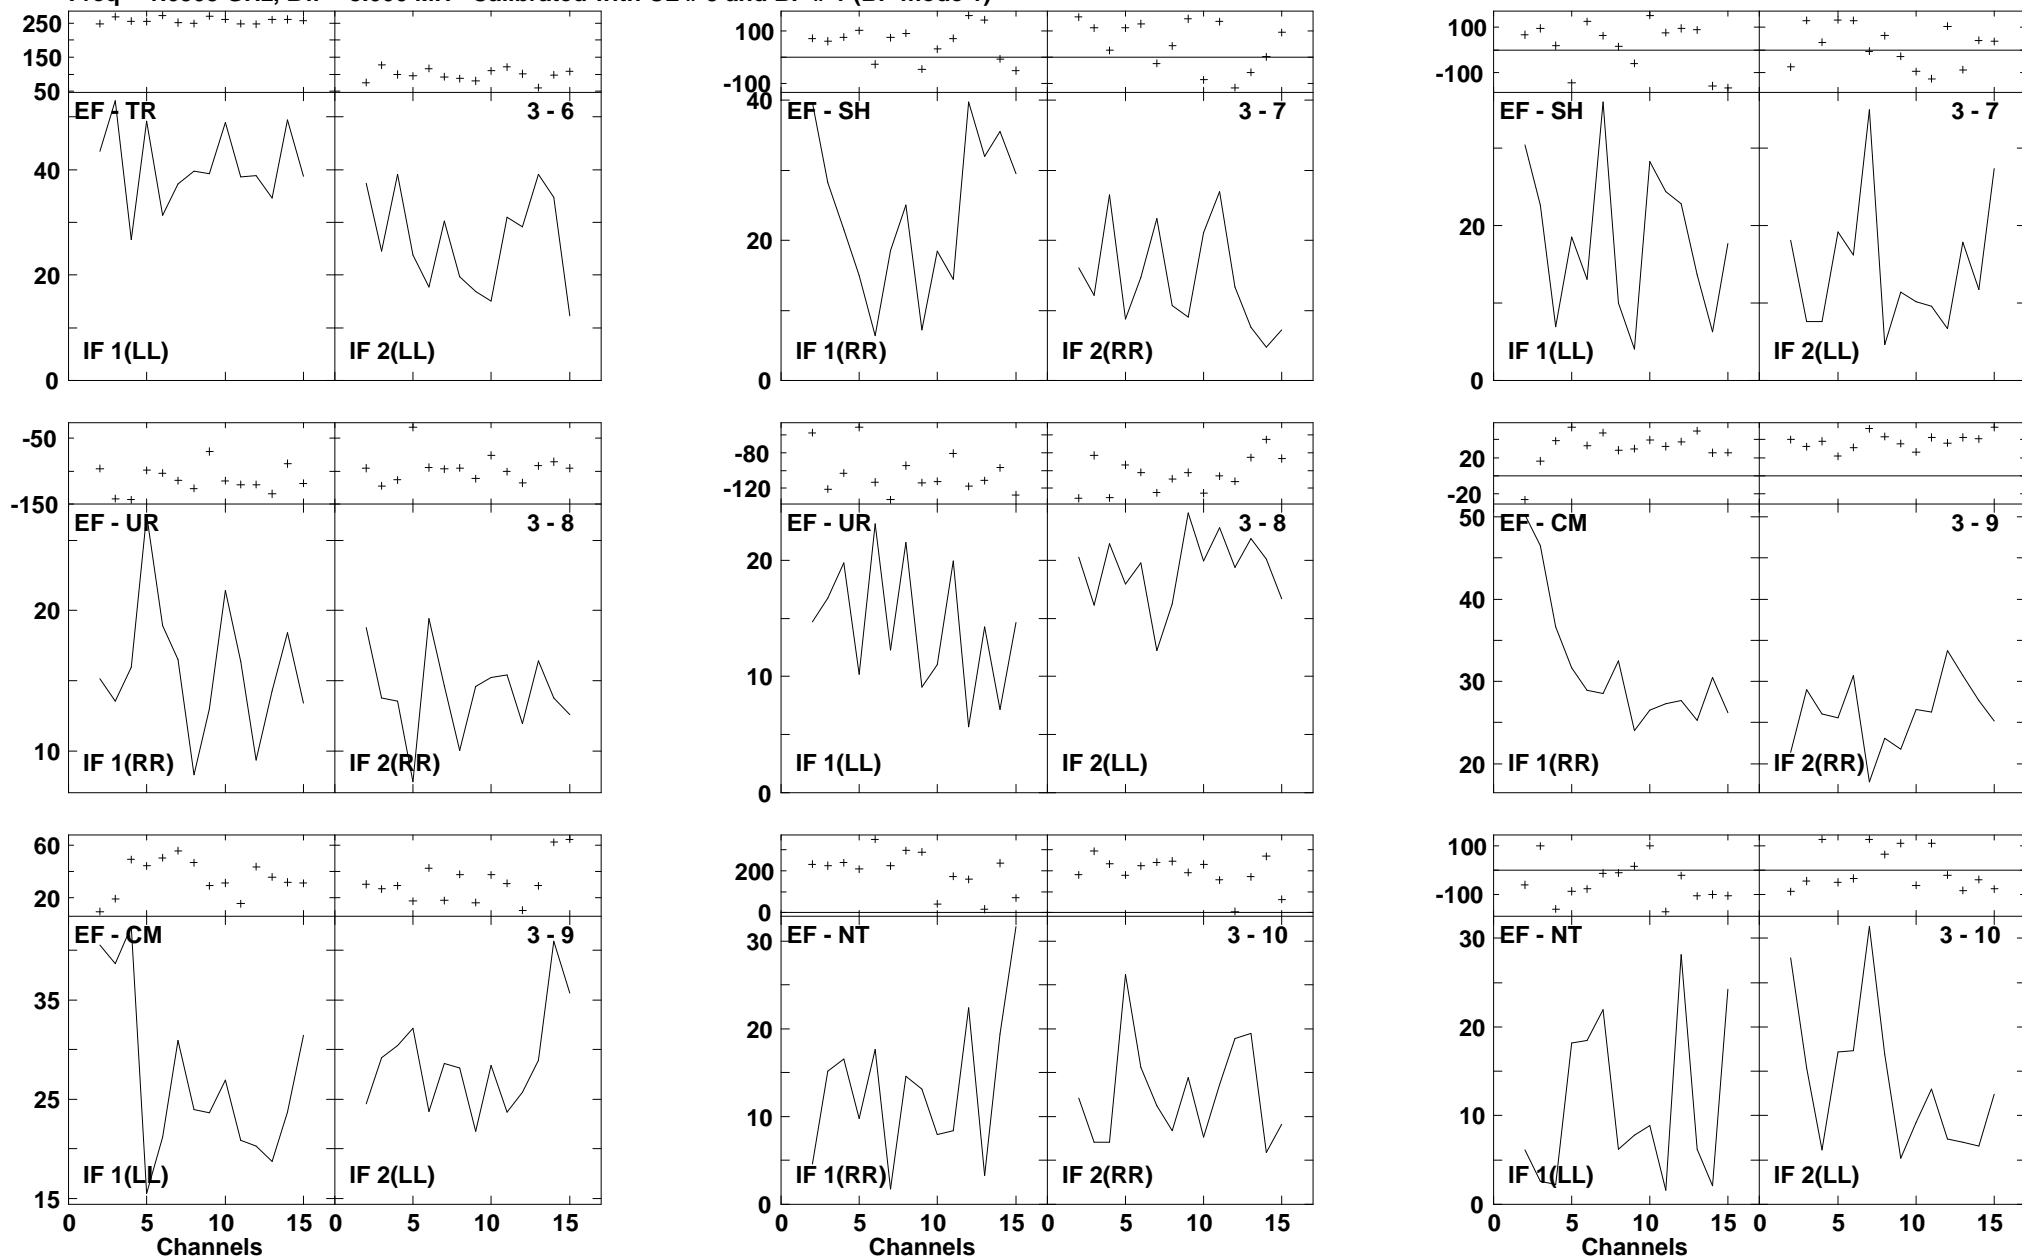 250
150
50
EF - TR
3 - 6
40
20
0
IF 1(LL)
IF 2(LL)
100
-100
40
EF - SH
3 - 7
20
0
IF 1(RR)
IF 2(RR)
100
-100
EF - SH
3 - 7
20
0
IF 1(LL)
IF 2(LL)
-50
-150
EF - UR
3 - 8
20
10
IF 1(RR)
IF 2(RR)
-80
-120
EF - UR
3 - 8
20
10
0
IF 1(LL)
IF 2(LL)
20
-20
50
EF - CM
3 - 9
40
30
20
IF 1(RR)
IF 2(RR)
60
20
EF - CM
3 - 9
35
25
15
IF 1(LL)
IF 2(LL)
0 5 10 15 0 5 10 15
Channels
200
0
EF - NT
3 - 10
30
20
10
0
IF 1(RR)
IF 2(RR)
0 5 10 15 0 5 10 15
Channels
100
-100
EF - NT
3 - 10
30
20
10
0
IF 1(LL)
IF 2(LL)
0 5 10 15 0 5 10 15
Channels